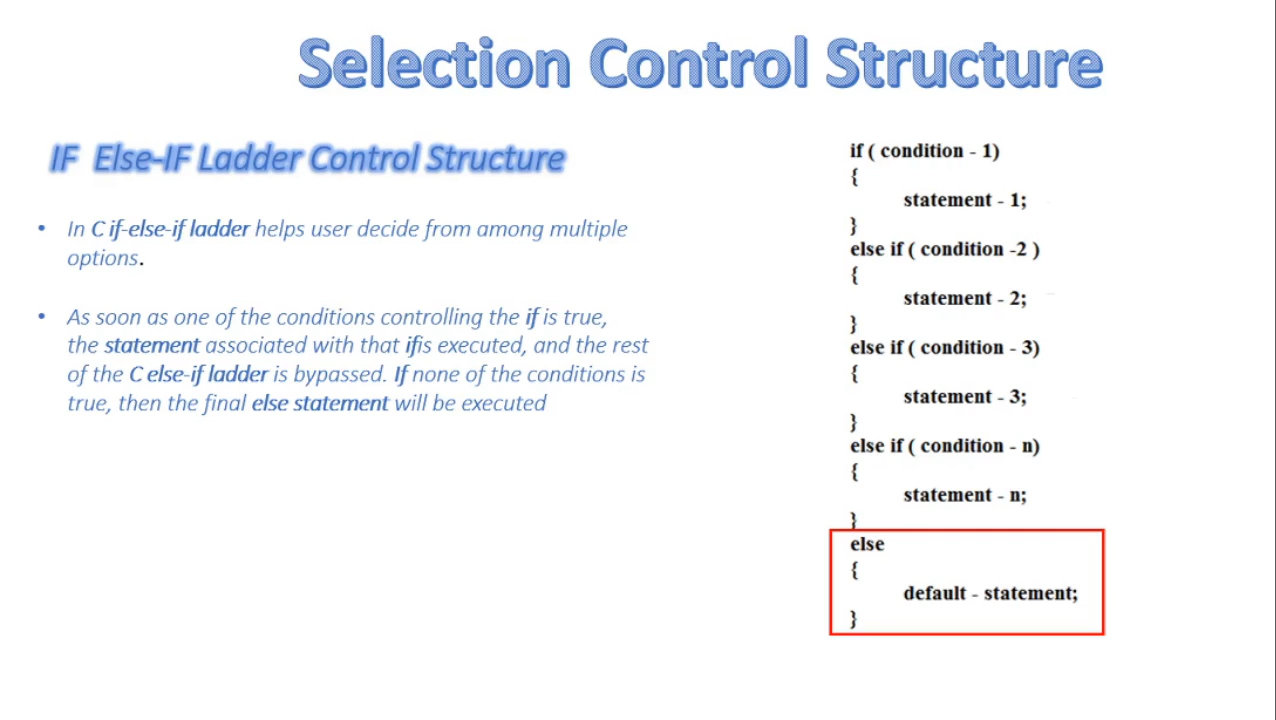 Selection Control Structure
IF Else-IF Ladder Control Structure
• In C if-else-if ladder helps user decide from among multiple
options.
• As soon as one of the conditions controlling the if is true,
the statement associated with that ifis executed, and the rest
of the C else-if ladder is bypassed. If none of the conditions is
true, then the final else statement will be executed
if ( condition - 1)
{
statement - 1;
}
else if ( condition -2 )
{
statement - 2;
}
else if ( condition - 3)
{
statement - 3;
}
else if ( condition - n)
{
statement - n;
}
else
{
default - statement;
}